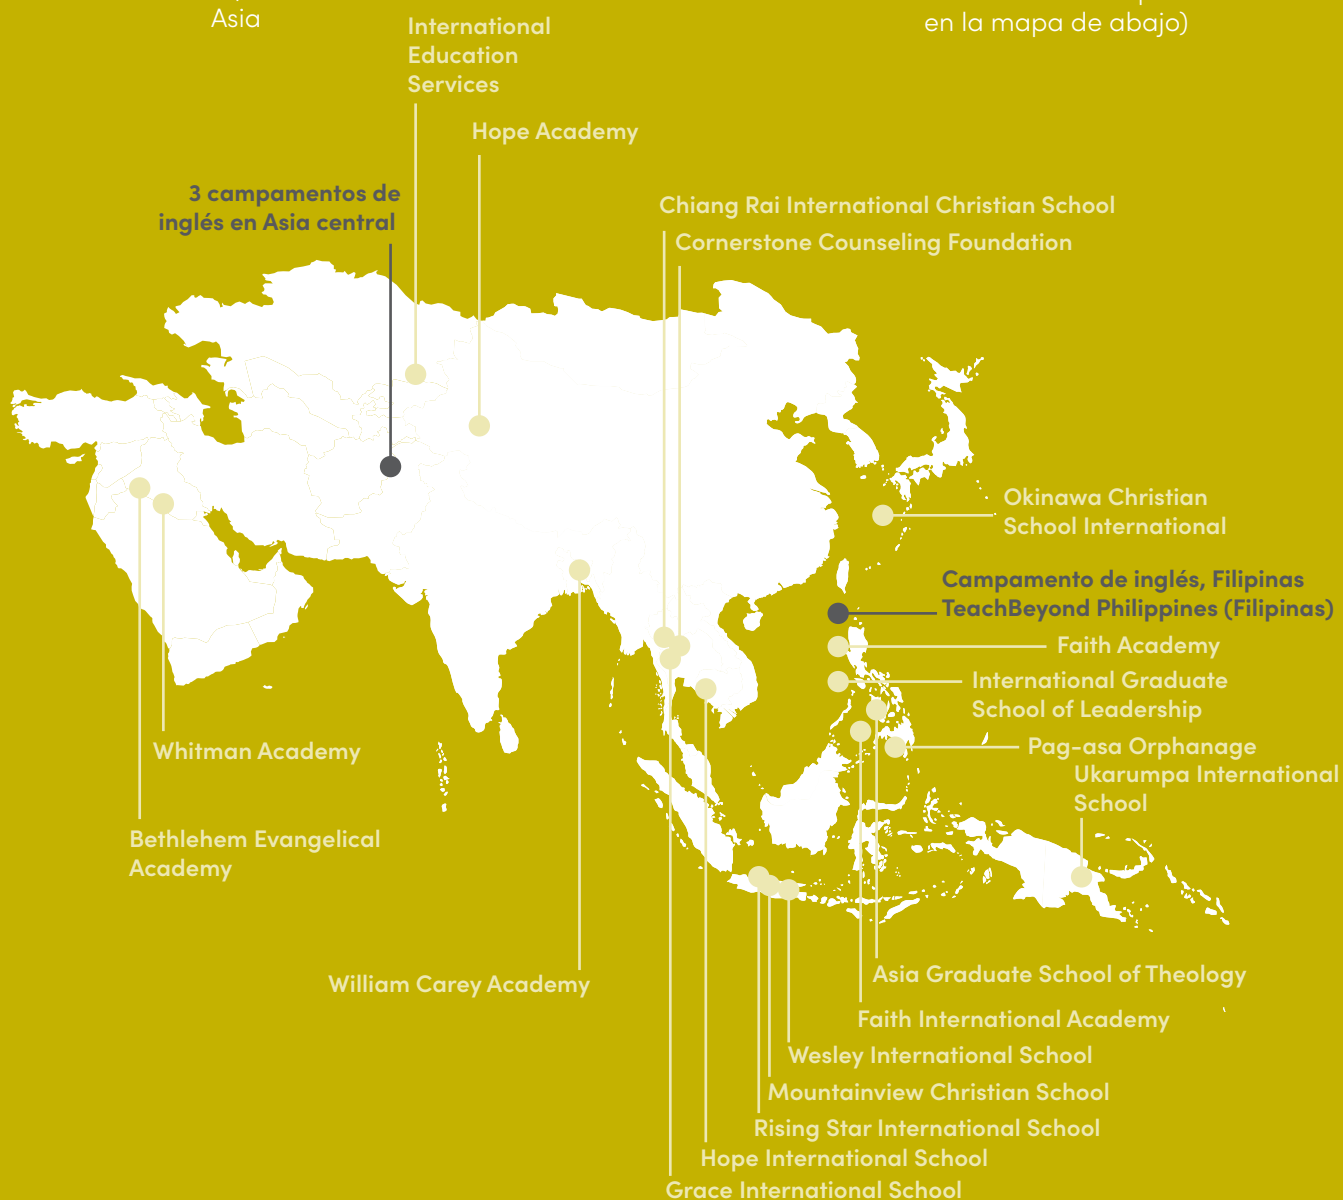 Asia
en la mapa de abajo)
International
Education
Services
Hope Academy
3 campamentos de
inglés en Asia central
Chiang Rai International Christian School
Cornerstone Counseling Foundation
Okinawa Christian
School International
Campamento de inglés, Filipinas
TeachBeyond Philippines (Filipinas)
Faith Academy
International Graduate
School of Leadership
Pag-asa Orphanage
Ukarumpa International
School
Whitman Academy
Bethlehem Evangelical
Academy
William Carey Academy
Asia Graduate School of Theology
Faith International Academy
Wesley International School
Mountainview Christian School
Rising Star International School
Hope International School
Grace International School